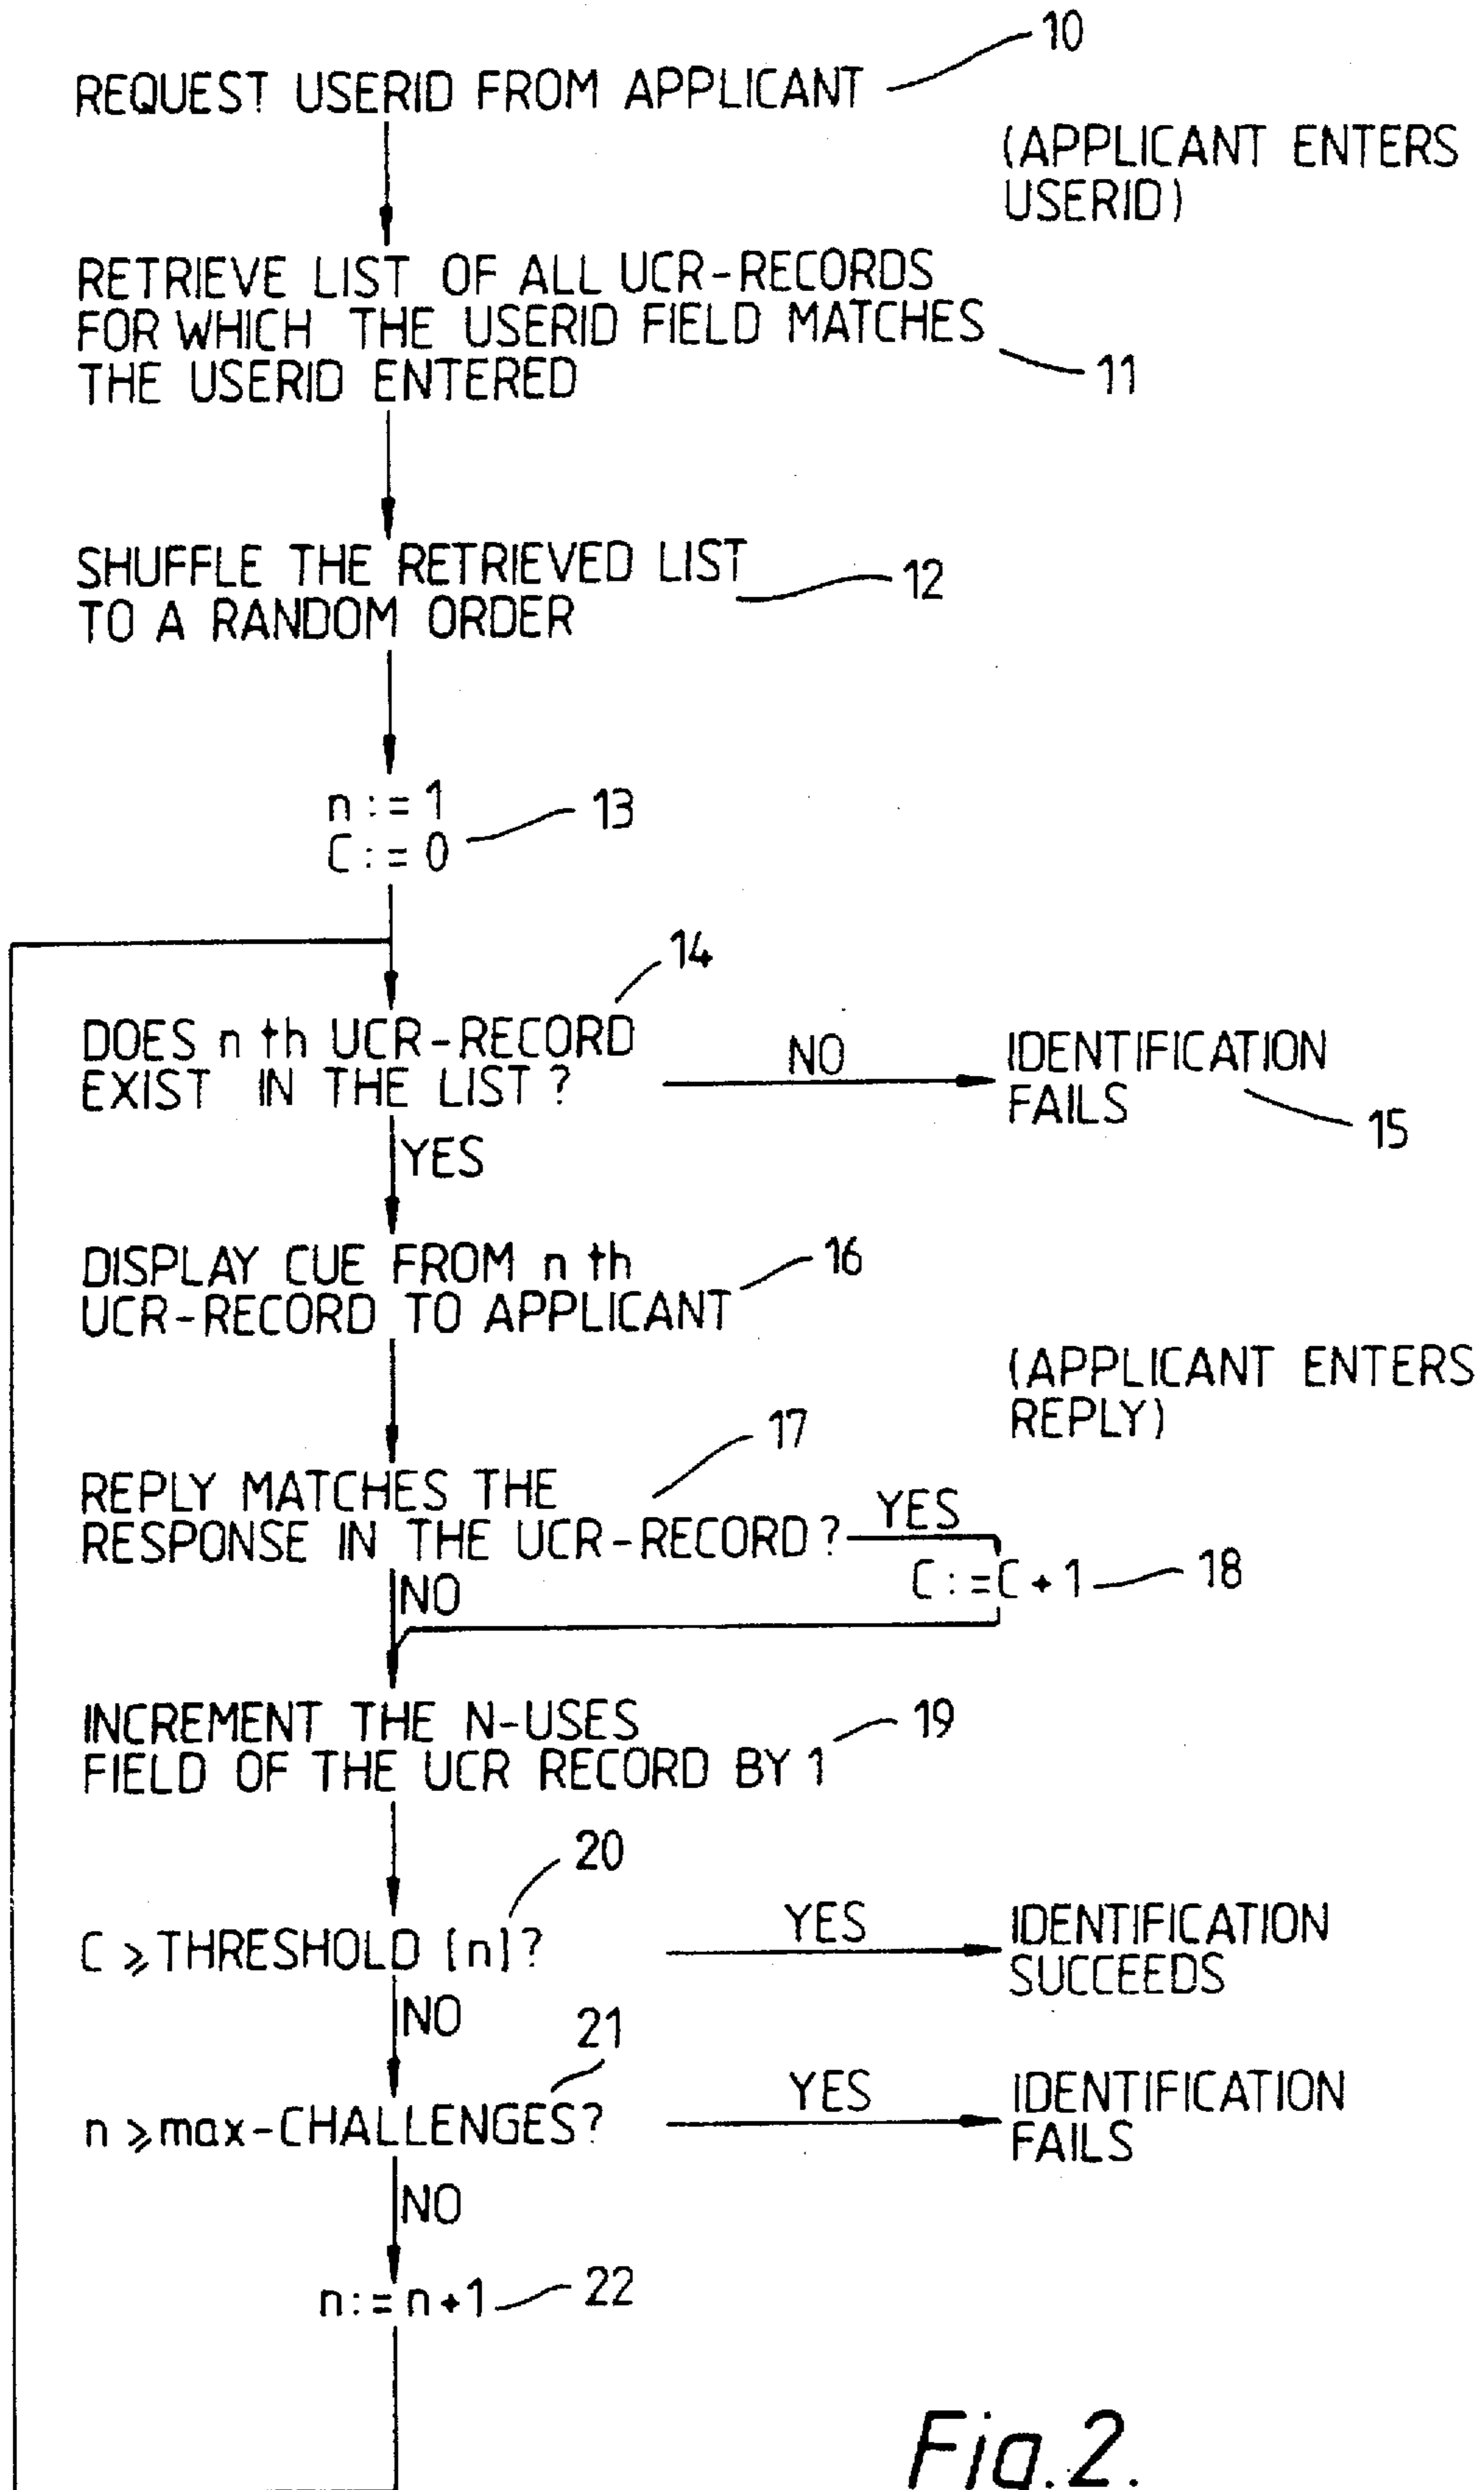 10
REQUEST USERID FROM APPLICANT
(APPLICANT ENTERS
USERID)
RETRIEVE LIST OF ALL UCR-RECORDS
FOR WHICH THE USERID FIELD MATCHES
THE USERID ENTERED
11
SHUFFLE THE RETRIEVED LIST
TO A RANDOM ORDER
12
n := 1
C := 0
13
14
DOES n th UCR-RECORD
EXIST IN THE LIST ?
NO
IDENTIFICATION
FAILS
15
YES
DISPLAY CUE FROM n th
UCR-RECORD TO APPLICANT
16
(APPLICANT ENTERS
REPLY)
17
REPLY MATCHES THE
RESPONSE IN THE UCR-RECORD ?
YES
C := C + 1
18
NO
INCREMENT THE N-USES
FIELD OF THE UCR RECORD BY 1
19
20
C ⩾ THRESHOLD [n] ?
YES
IDENTIFICATION
SUCCEEDS
NO
21
n ⩾ max-CHALLENGES?
YES
IDENTIFICATION
FAILS
NO
n := n + 1
22
Fig. 2.